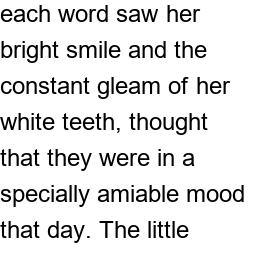 each word saw her
bright smile and the
constant gleam of her
white teeth, thought
that they were in a
specially amiable mood
that day. The little